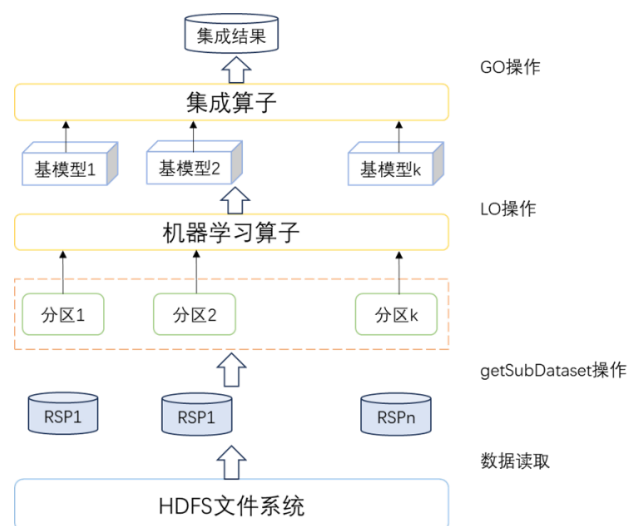 集成结果
GO操作
集成算子
基模型1
基模型2
基模型k
LO操作
机器学习算子
分区1
分区2
分区k
getSubDataset操作
RSP1
RSP1
RSPn
数据读取
HDFS文件系统